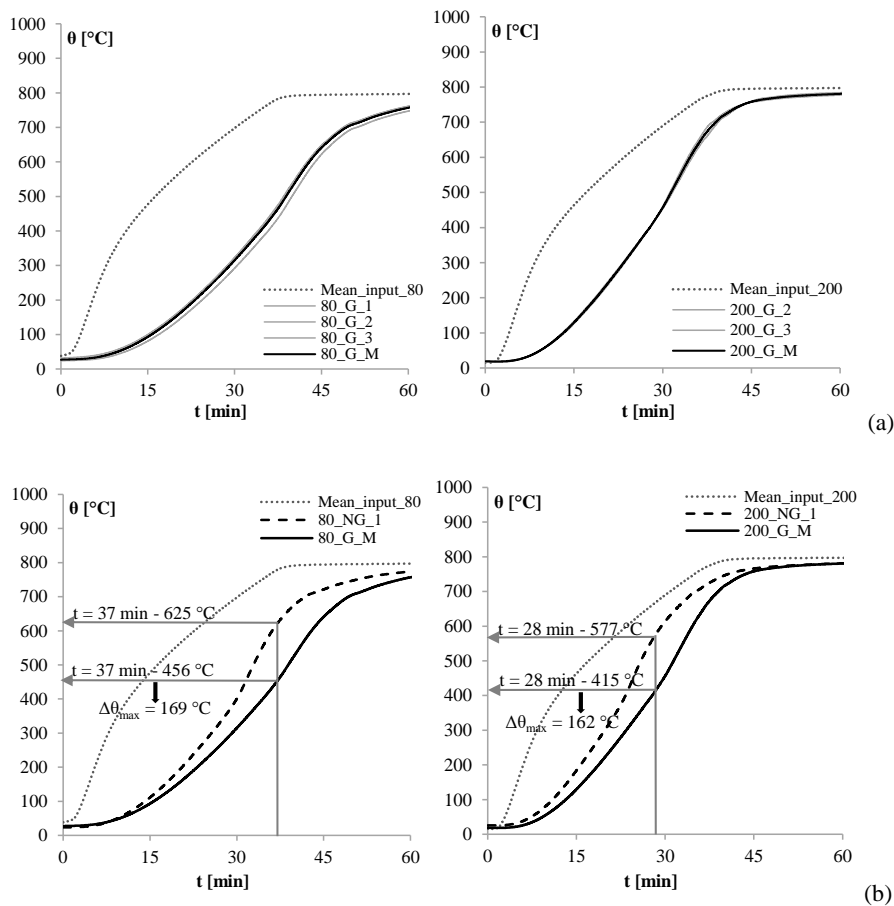 θ [°C]
1000
900
800
700
600
500
400
300
200
100
0
0
15
30
45
60
t [min]
Mean_input_80
80_G_1
80_G_2
80_G_3
80_G_M
θ [°C]
1000
900
800
700
600
500
400
300
200
100
0
0
15
30
45
60
t [min]
Mean_input_200
200_G_2
200_G_3
200_G_M
(a)
θ [°C]
1000
900
800
700
600
500
400
300
200
100
0
0
15
30
45
60
t [min]
Mean_input_80
80_NG_1
80_G_M
t = 37 min - 625 °C
t = 37 min - 456 °C
Δθmax = 169 °C
θ [°C]
1000
900
800
700
600
500
400
300
200
100
0
0
15
30
45
60
t [min]
Mean_input_200
200_NG_1
200_G_M
t = 28 min - 577 °C
t = 28 min - 415 °C
Δθmax = 162 °C
(b)